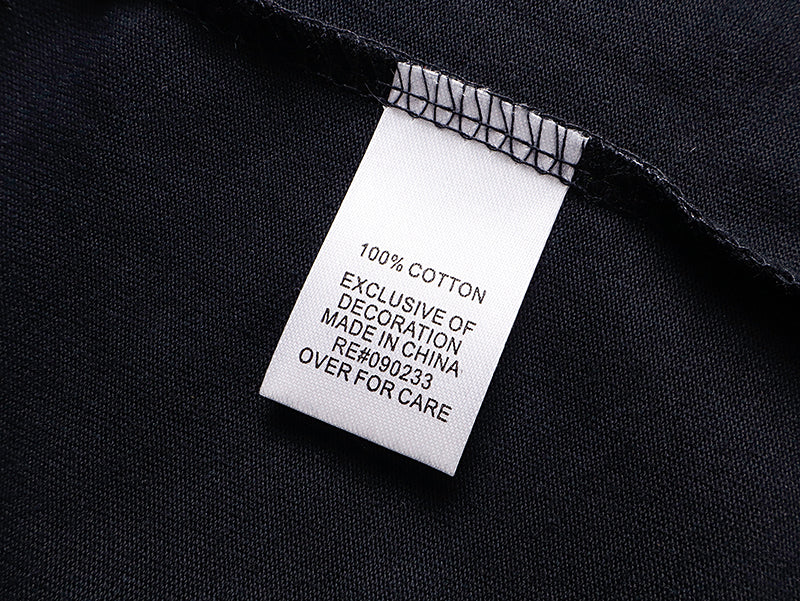 100% COTTON
EXCLUSIVE OF
DECORATION
MADE IN CHINA
RE#090233
OVER FOR CARE